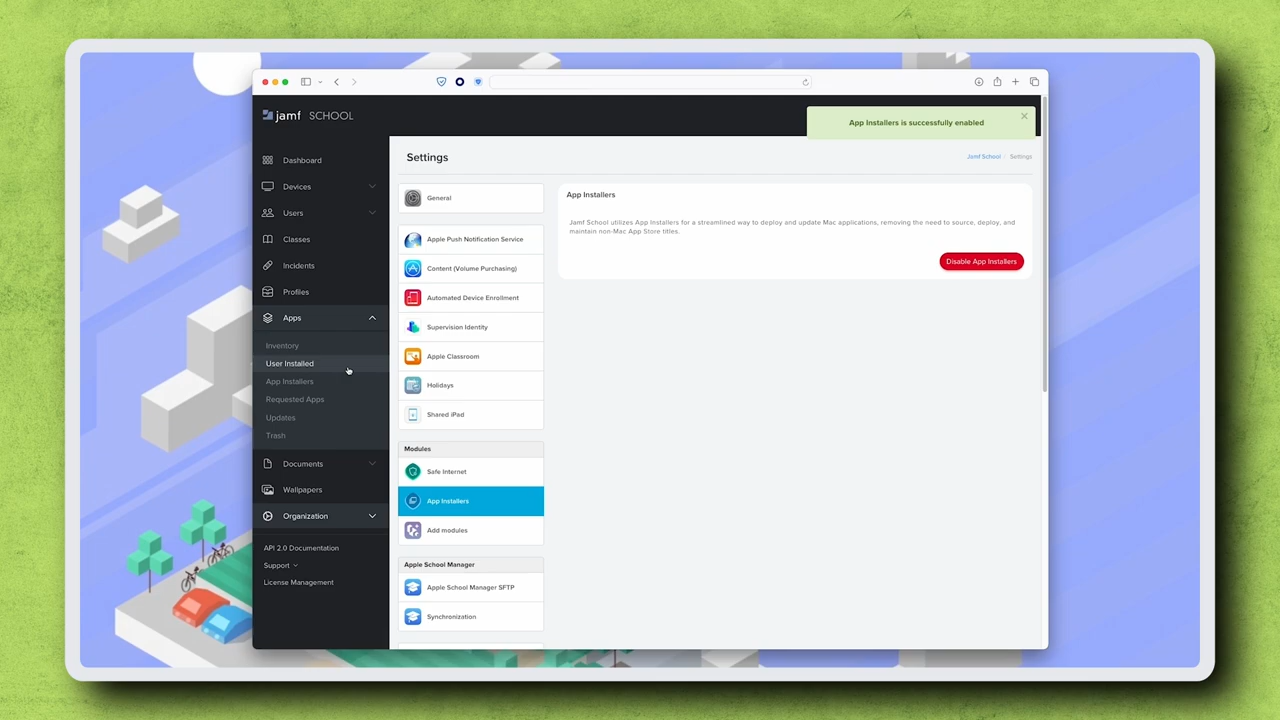 jamf SCHOOL
App Installers is successfully enabled
Dashboard
Devices
Users
Classes
Incidents
Profiles
Apps
Inventory
User Installed
App Installers
Requested Apps
Updates
Trash
Documents
Wallpapers
Organization
API 2.0 Documentation
Support
License Management
Settings
Jamf School / Settings
General
Apple Push Notification Service
Content (Volume Purchasing)
Automated Device Enrollment
Supervision Identity
Apple Classroom
Holidays
Shared iPad
Modules
Safe Internet
App Installers
Add modules
Apple School Manager
Apple School Manager SFTP
Synchronization
App Installers
Jamf School utilizes App Installers for a streamlined way to deploy and update Mac applications, removing the need to source, deploy, and
maintain non-Mac App Store titles.
Disable App Installers